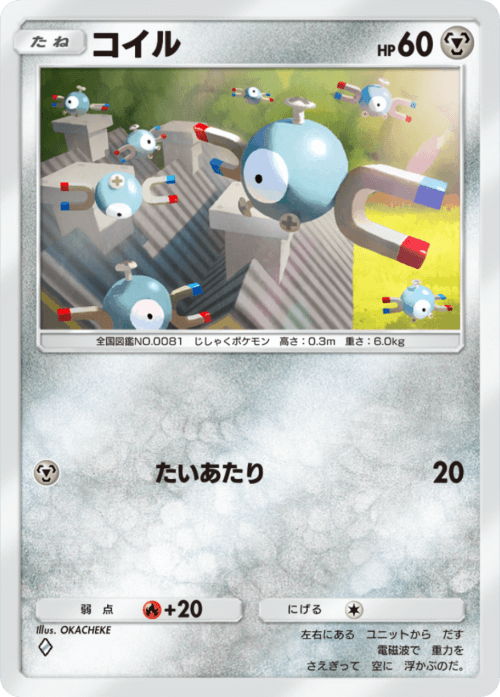 たね コイル HP60
全国図鑑NO.0081 じしゃくポケモン 高さ:0.3m 重さ:6.0kg
たいあたり 20
弱点 +20 にげる
Illus. OKACHEKE
左右にある ユニットから だす
電磁波で 重力を
さえぎって 空に 浮かぶのだ。